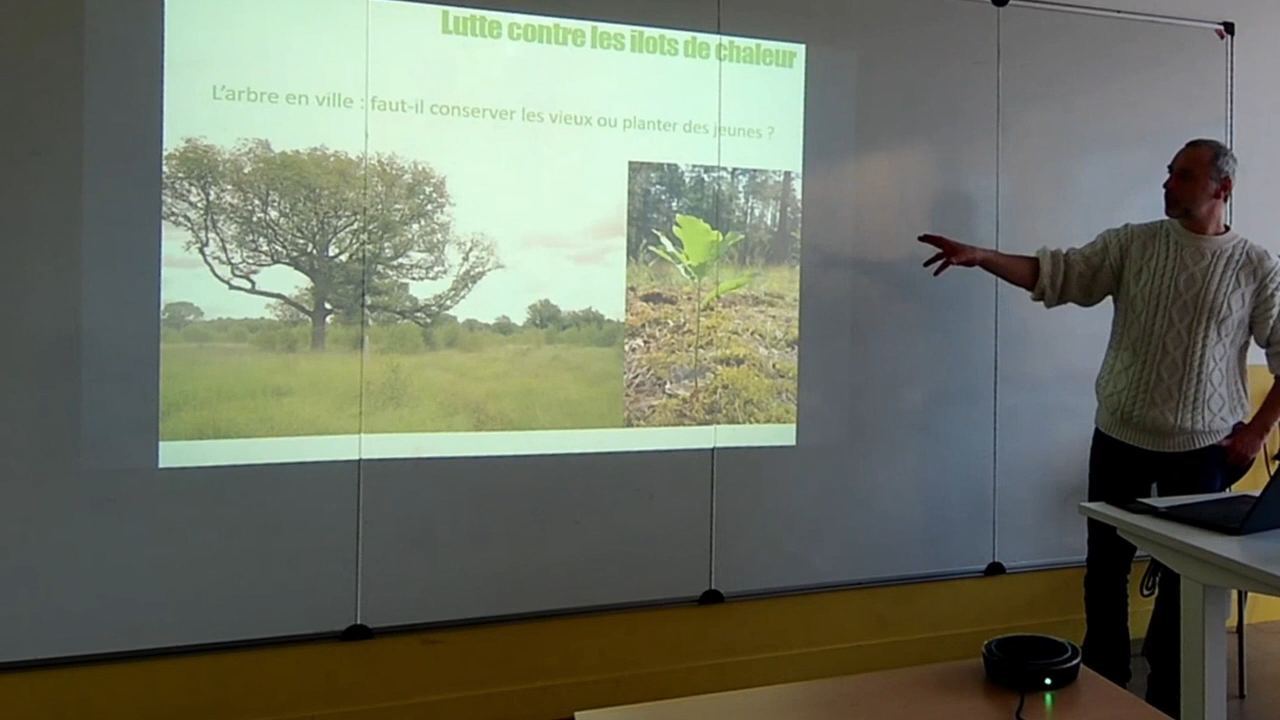 Lutte contre les ilots de chaleur
L'arbre en ville : faut-il conserver les vieux ou planter des jeunes ?